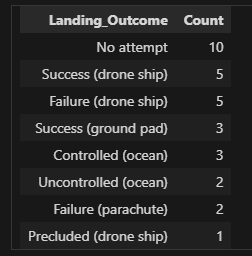 Landing_Outcome Count
No attempt 10
Success (drone ship) 5
Failure (drone ship) 5
Success (ground pad) 3
Controlled (ocean) 3
Uncontrolled (ocean) 2
Failure (parachute) 2
Precluded (drone ship) 1